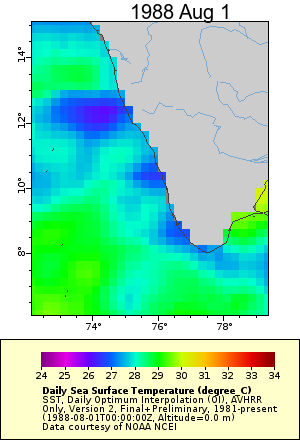 1988 Aug 1
14°
12°
10°
8°
74° 76° 78°
24 25 26 27 28 29 30 31 32 33 34
Daily Sea Surface Temperature (degree_C)
SST, Daily Optimum Interpolation (OI), AVHRR
Only, Version 2, Final+Preliminary, 1981-present
(1988-08-01T00:00:00Z, Altitude=0.0 m)
Data courtesy of NOAA NCEI